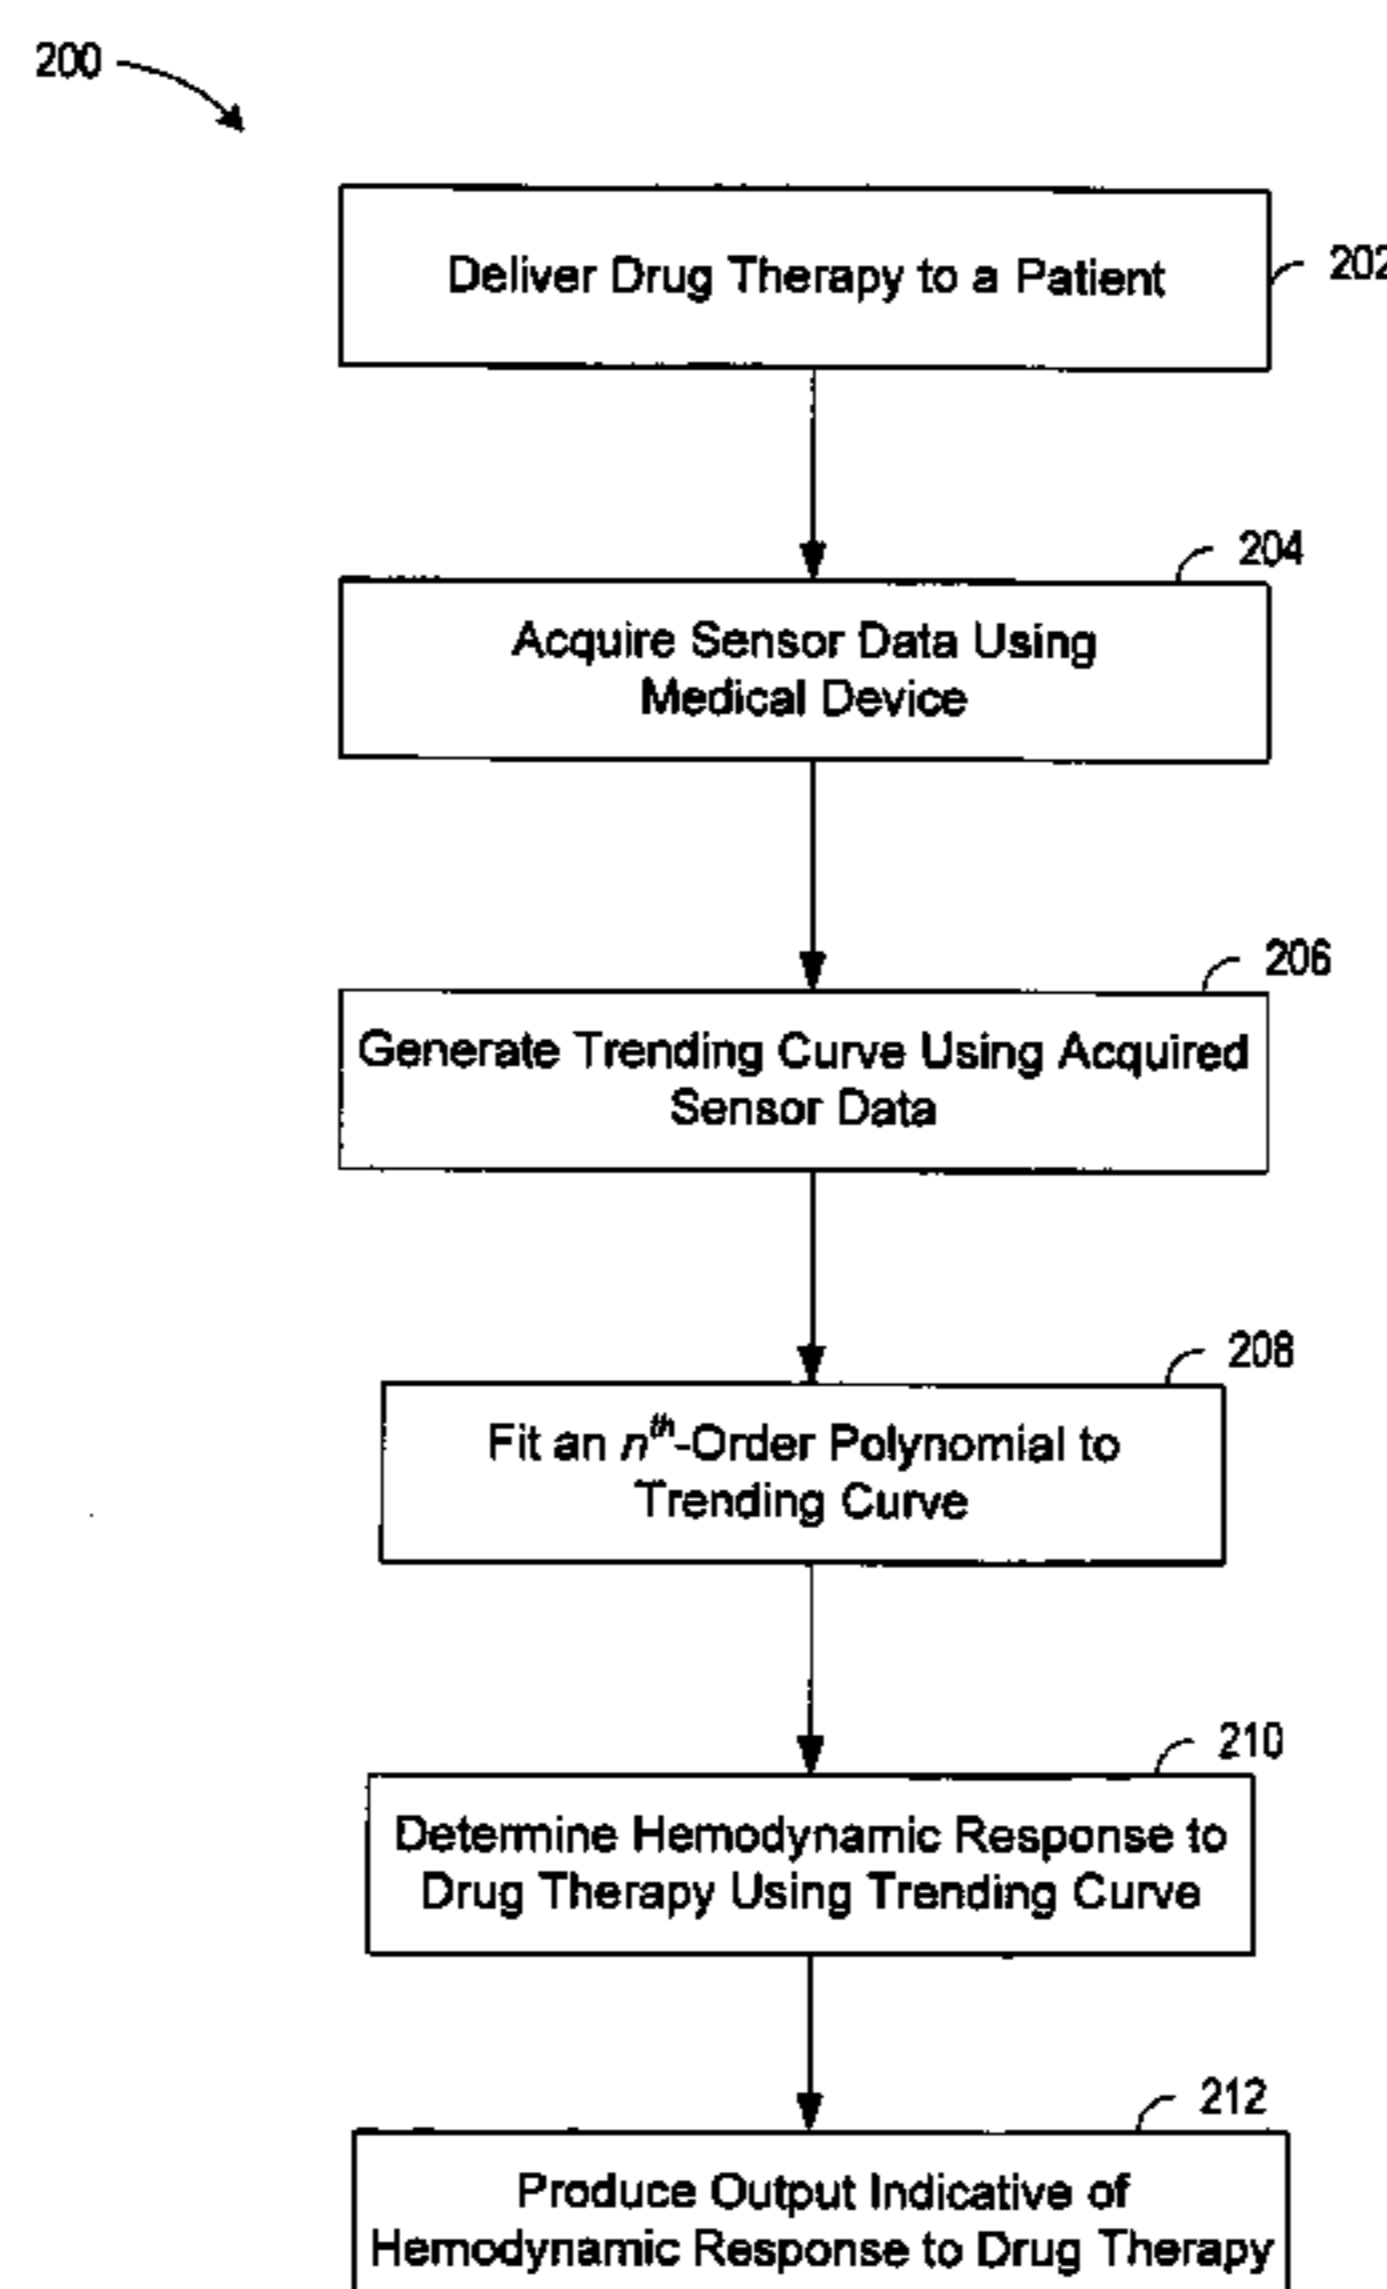 200
Deliver Drug Therapy to a Patient
202
204
Acquire Sensor Data Using
Medical Device
206
Generate Trending Curve Using Acquired
Sensor Data
208
Fit an nth-Order Polynomial to
Trending Curve
210
Determine Hemodynamic Response to
Drug Therapy Using Trending Curve
212
Produce Output Indicative of
Hemodynamic Response to Drug Therapy